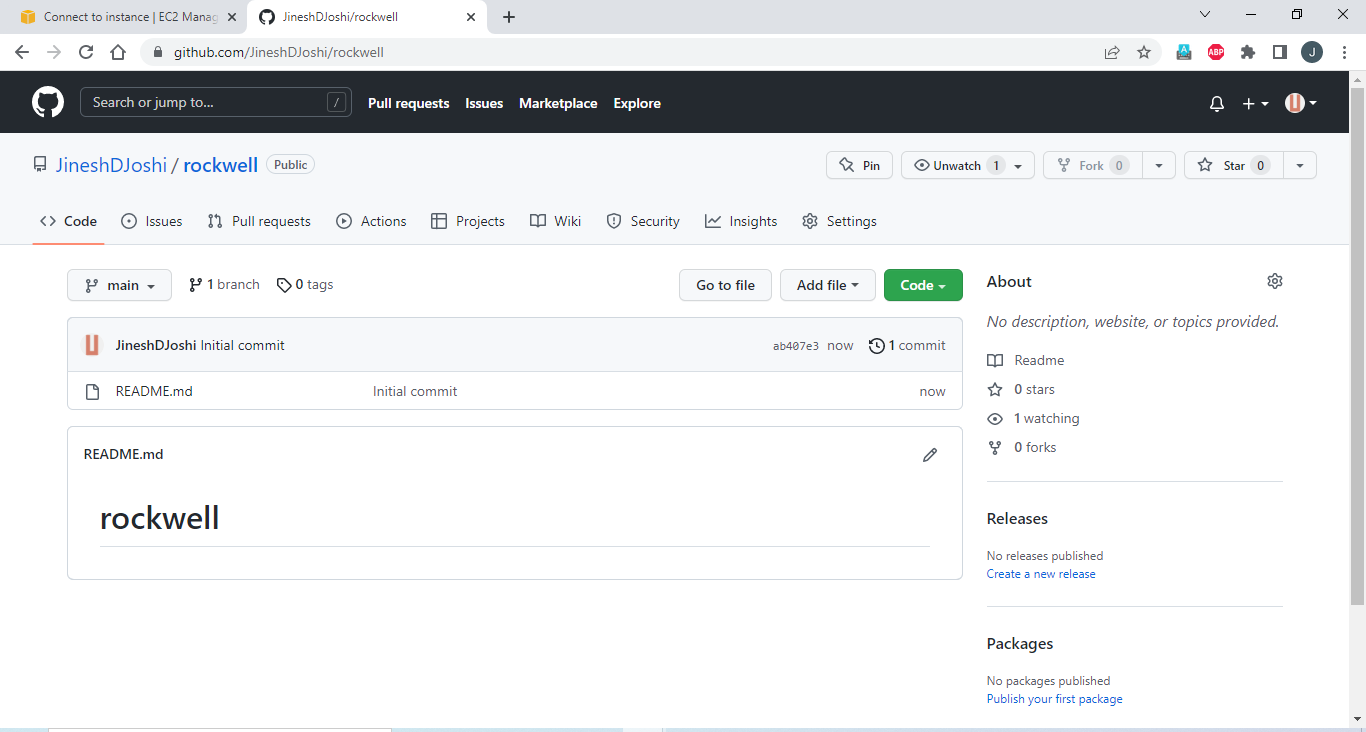 Connect to instance | EC2 Manag
JineshDJoshi/rockwell
github.com/JineshDJoshi/rockwell
ABP
J
Search or jump to... /
Pull requests Issues Marketplace Explore
JineshDJoshi / rockwell Public
Pin Unwatch 1 Fork 0 Star 0
Code Issues Pull requests Actions Projects Wiki Security Insights Settings
main 1 branch 0 tags Go to file Add file Code
JineshDJoshi Initial commit ab407e3 now 1 commit
README.md Initial commit now
README.md
rockwell
About
No description, website, or topics provided.
Readme
0 stars
1 watching
0 forks
Releases
No releases published
Create a new release
Packages
No packages published
Publish your first package